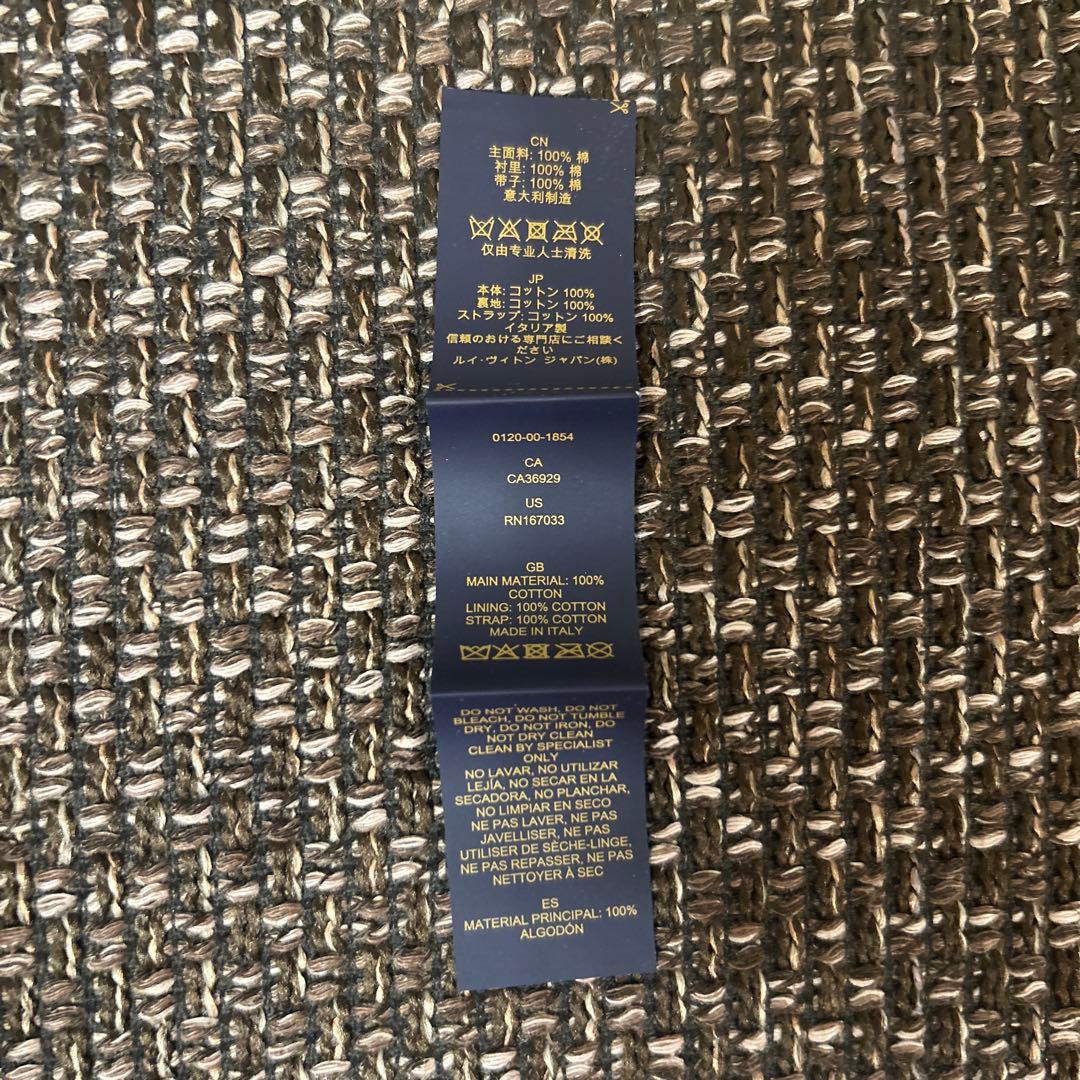 CN
主面料: 100% 棉
衬里: 100% 棉
带子: 100% 棉
意大利制造
仅由专业人士清洗
JP
本体: コットン 100%
裏地: コットン 100%
ストラップ: コットン 100%
イタリア製
信頼のおける専門店にご相談く
ださい
ルイ·ヴィトン ジャパン(株)
0120-00-1854
CA
CA36929
US
RN167033
GB
MAIN MATERIAL: 100%
COTTON
LINING: 100% COTTON
STRAP: 100% COTTON
MADE IN ITALY
DO NOT WASH, DO NOT
BLEACH, DO NOT TUMBLE
DRY, DO NOT IRON, DO
NOT DRY CLEAN
CLEAN BY SPECIALIST
ONLY
NO LAVAR, NO UTILIZAR
LEJÍA, NO SECAR EN LA
SECADORA, NO PLANCHAR,
NO LIMPIAR EN SECO
NE PAS LAVER, NE PAS
JAVELLISER, NE PAS
UTILISER DE SÈCHE-LINGE,
NE PAS REPASSER, NE PAS
NETTOYER À SEC
ES
MATERIAL PRINCIPAL: 100%
ALGODÓN